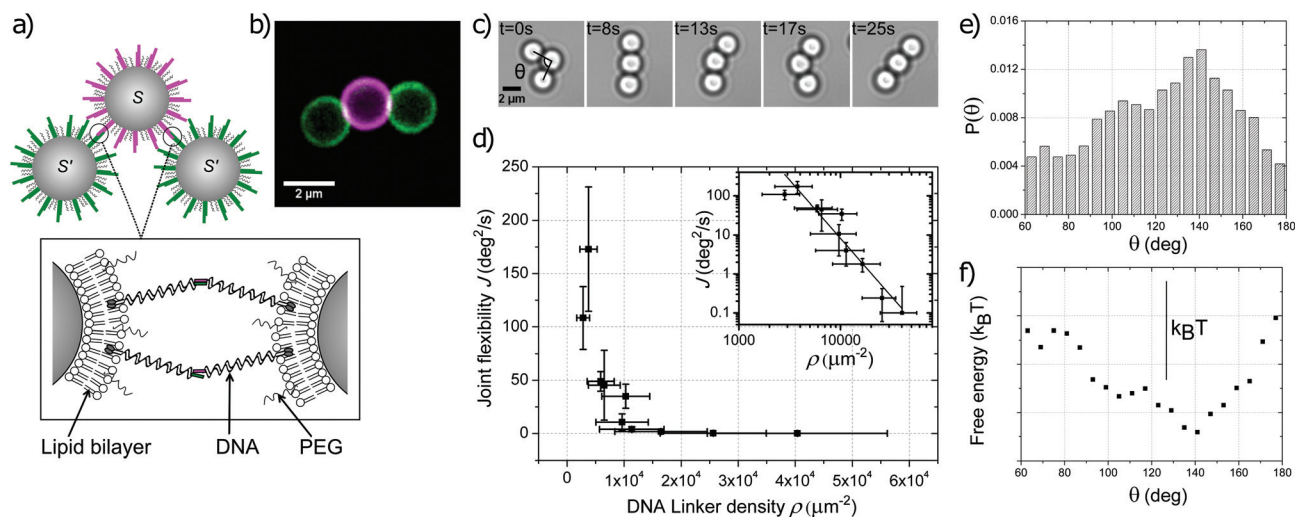 a)
S
S'
S'
Lipid bilayer
DNA
PEG
b)
2 µm
c)
t=0s
t=8s
t=13s
t=17s
t=25s
θ
2 µm
d)
250
200
150
100
50
0
Joint flexibility J (deg²/s)
0
1x10⁴
2x10⁴
3x10⁴
4x10⁴
5x10⁴
6x10⁴
DNA Linker density ρ (µm⁻²)
100
10
1
0.1
J (deg²/s)
1000
10000
ρ (µm⁻²)
e)
0.016
0.012
0.008
0.004
0.000
P(θ)
60
80
100
120
140
160
180
θ (deg)
f)
k_BT
Free energy (k_BT)
60
80
100
120
140
160
180
θ (deg)